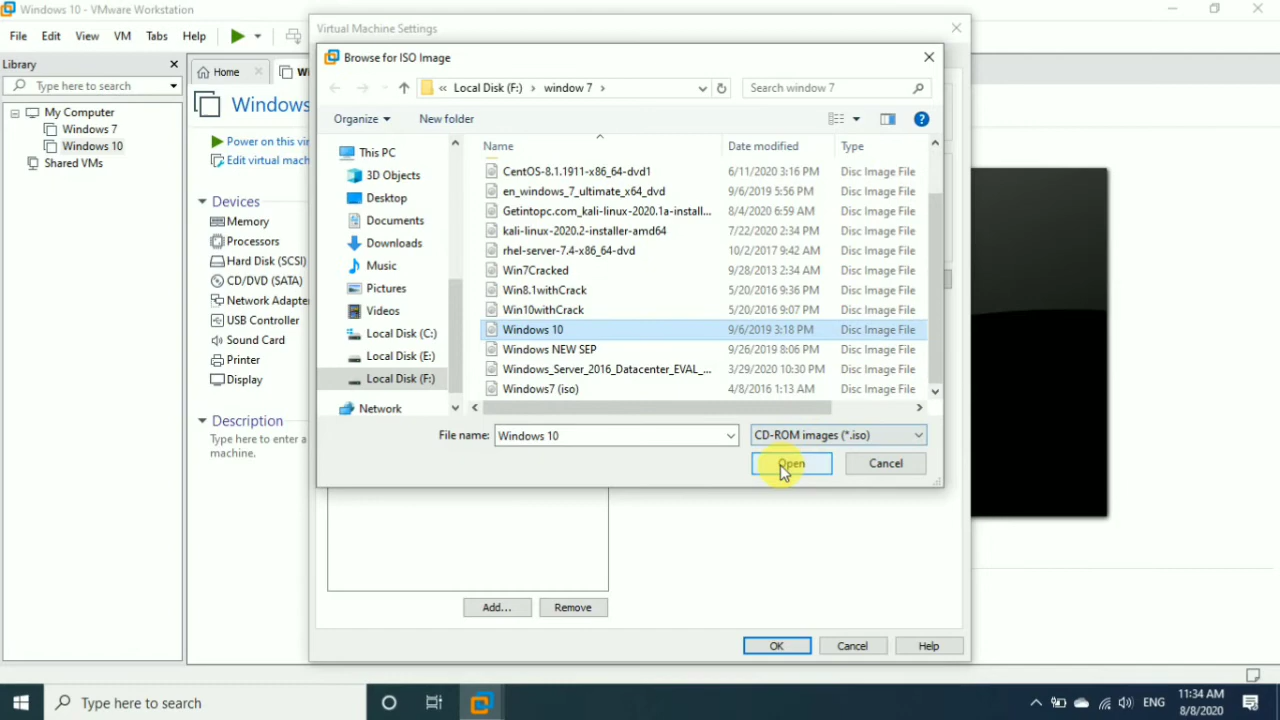 Windows 10 - VMware Workstation
File Edit View VM Tabs Help
Library
Type here to search
My Computer
Windows 7
Windows 10
Shared VMs
Home
Wi
Windows
Power on this vir
Edit virtual mach
Devices
Memory
Processors
Hard Disk (SCSI)
CD/DVD (SATA)
Network Adapte
USB Controller
Sound Card
Printer
Display
Description
Type here to enter a
machine.
Virtual Machine Settings
Browse for ISO Image
« Local Disk (F:) › window 7 ›
Search window 7
Organize
New folder
This PC
3D Objects
Desktop
Documents
Downloads
Music
Pictures
Videos
Local Disk (C:)
Local Disk (E:)
Local Disk (F:)
Network
Name Date modified Type
CentOS-8.1.1911-x86_64-dvd1 6/11/2020 3:16 PM Disc Image File
en_windows_7_ultimate_x64_dvd 9/6/2019 5:56 PM Disc Image File
Getintopc.com_kali-linux-2020.1a-install... 8/4/2020 6:59 AM Disc Image File
kali-linux-2020.2-installer-amd64 7/22/2020 2:34 PM Disc Image File
rhel-server-7.4-x86_64-dvd 10/2/2017 9:42 AM Disc Image File
Win7Cracked 9/28/2013 2:34 AM Disc Image File
Win8.1withCrack 5/20/2016 9:36 PM Disc Image File
Win10withCrack 5/20/2016 9:07 PM Disc Image File
Windows 10 9/6/2019 3:18 PM Disc Image File
Windows NEW SEP 9/26/2019 8:06 PM Disc Image File
Windows_Server_2016_Datacenter_EVAL_... 3/29/2020 10:30 PM Disc Image File
Windows7 (iso) 4/8/2016 1:13 AM Disc Image File
File name: Windows 10 CD-ROM images (*.iso)
Open Cancel
Add... Remove
OK Cancel Help
Type here to search
ENG
11:34 AM
8/8/2020